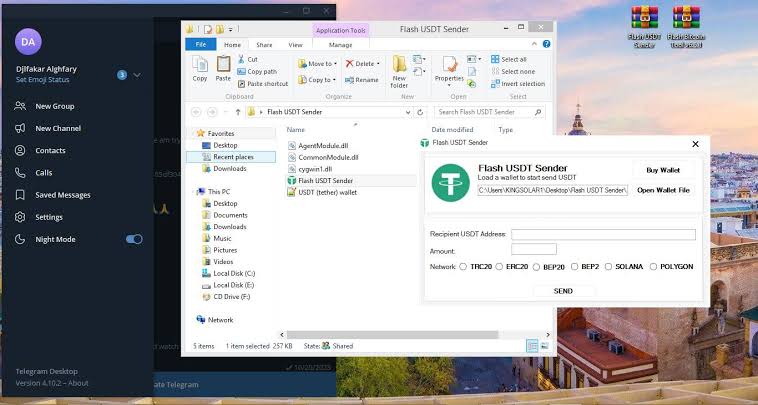 DA
Djlfakar Alghfary
Set Emoji Status
3
New Group
New Channel
Contacts
Calls
Saved Messages
Settings
Night Mode
Telegram Desktop
Version 4.10.2 – About
ate Telegram
10/20/2023
Application Tools
Flash USDT Sender
File
Home
Share
View
Manage
Copy
Paste
Cut
Copy path
Paste shortcut
Clipboard
Move to
Copy to
Delete
Rename
Organize
New folder
New
Properties
Open
Select all
Select none
Invert selection
Select
Flash USDT Sender
Search Flash USDT Sender
Favorites
Desktop
Recent places
Downloads
This PC
Desktop
Documents
Downloads
Music
Pictures
Videos
Local Disk (C:)
Local Disk (E:)
CD Drive (F:)
Network
Name
Date modified
Type
AgentModule.dll
CommonModule.dll
cygwin1.dll
Flash USDT Sender
USDT (tether) wallet
5 items
1 item selected 257 KB
State:
Shared
Flash USDT Sender
Flash USDT Sender
Load a wallet to start send USDT
C:\Users\KINGSOLAR1\Desktop\Flash USDT Sender\
Buy Wallet
Open Wallet File
Recipient USDT Address:
Amount:
Network:
TRC20
ERC20
BEP20
BEP2
SOLANA
POLYGON
SEND
Flash USDT
Sender
Flash Bitcoin